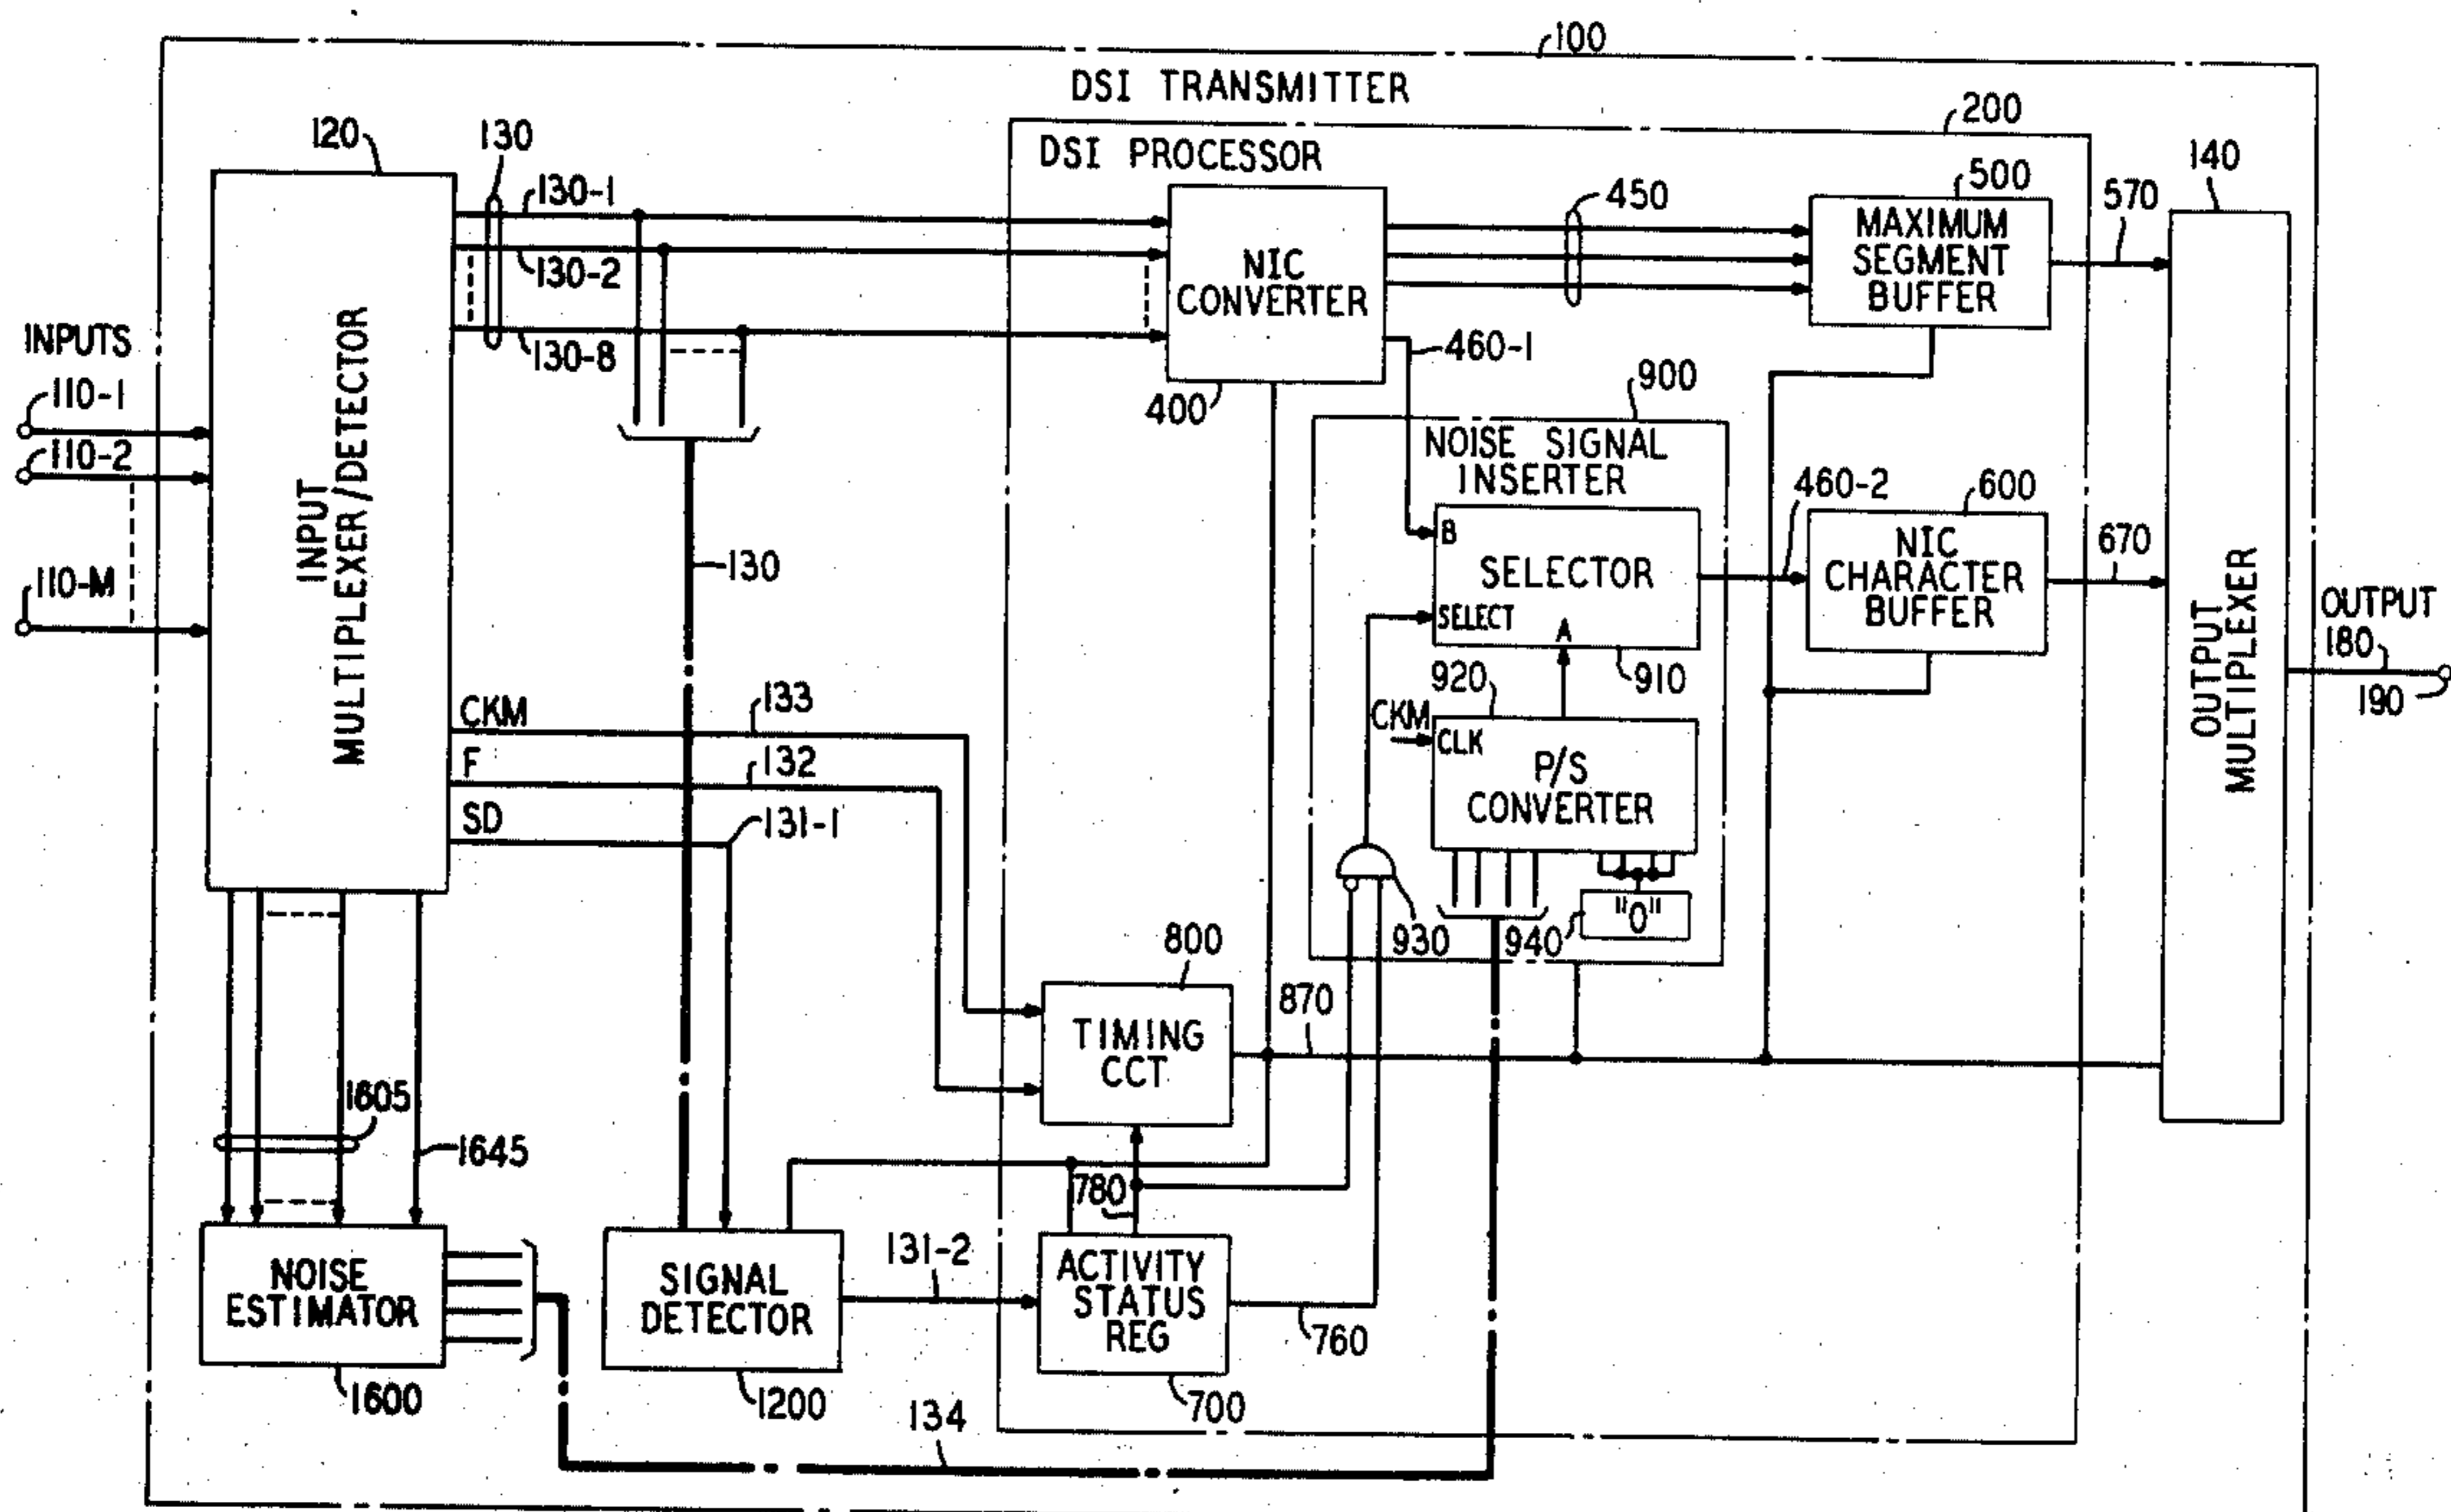 100
DSI TRANSMITTER
200
DSI PROCESSOR
120
130
130-1
130-2
130-8
INPUTS
110-1
110-2
110-M
INPUT
MULTIPLEXER/DETECTOR
NIC
CONVERTER
400
450
460-1
500
MAXIMUM
SEGMENT
BUFFER
570
140
900
NOISE SIGNAL
INSERTER
B
SELECTOR
SELECT
A
910
460-2
600
NIC
CHARACTER
BUFFER
670
OUTPUT
MULTIPLEXER
OUTPUT
180
190
130
CKM
133
F
132
SD
131-1
920
CKM
CLK
P/S
CONVERTER
930
940
"0"
800
TIMING
CCT
870
1605
1645
780
NOISE
ESTIMATOR
1600
SIGNAL
DETECTOR
1200
131-2
ACTIVITY
STATUS
REG
700
760
134